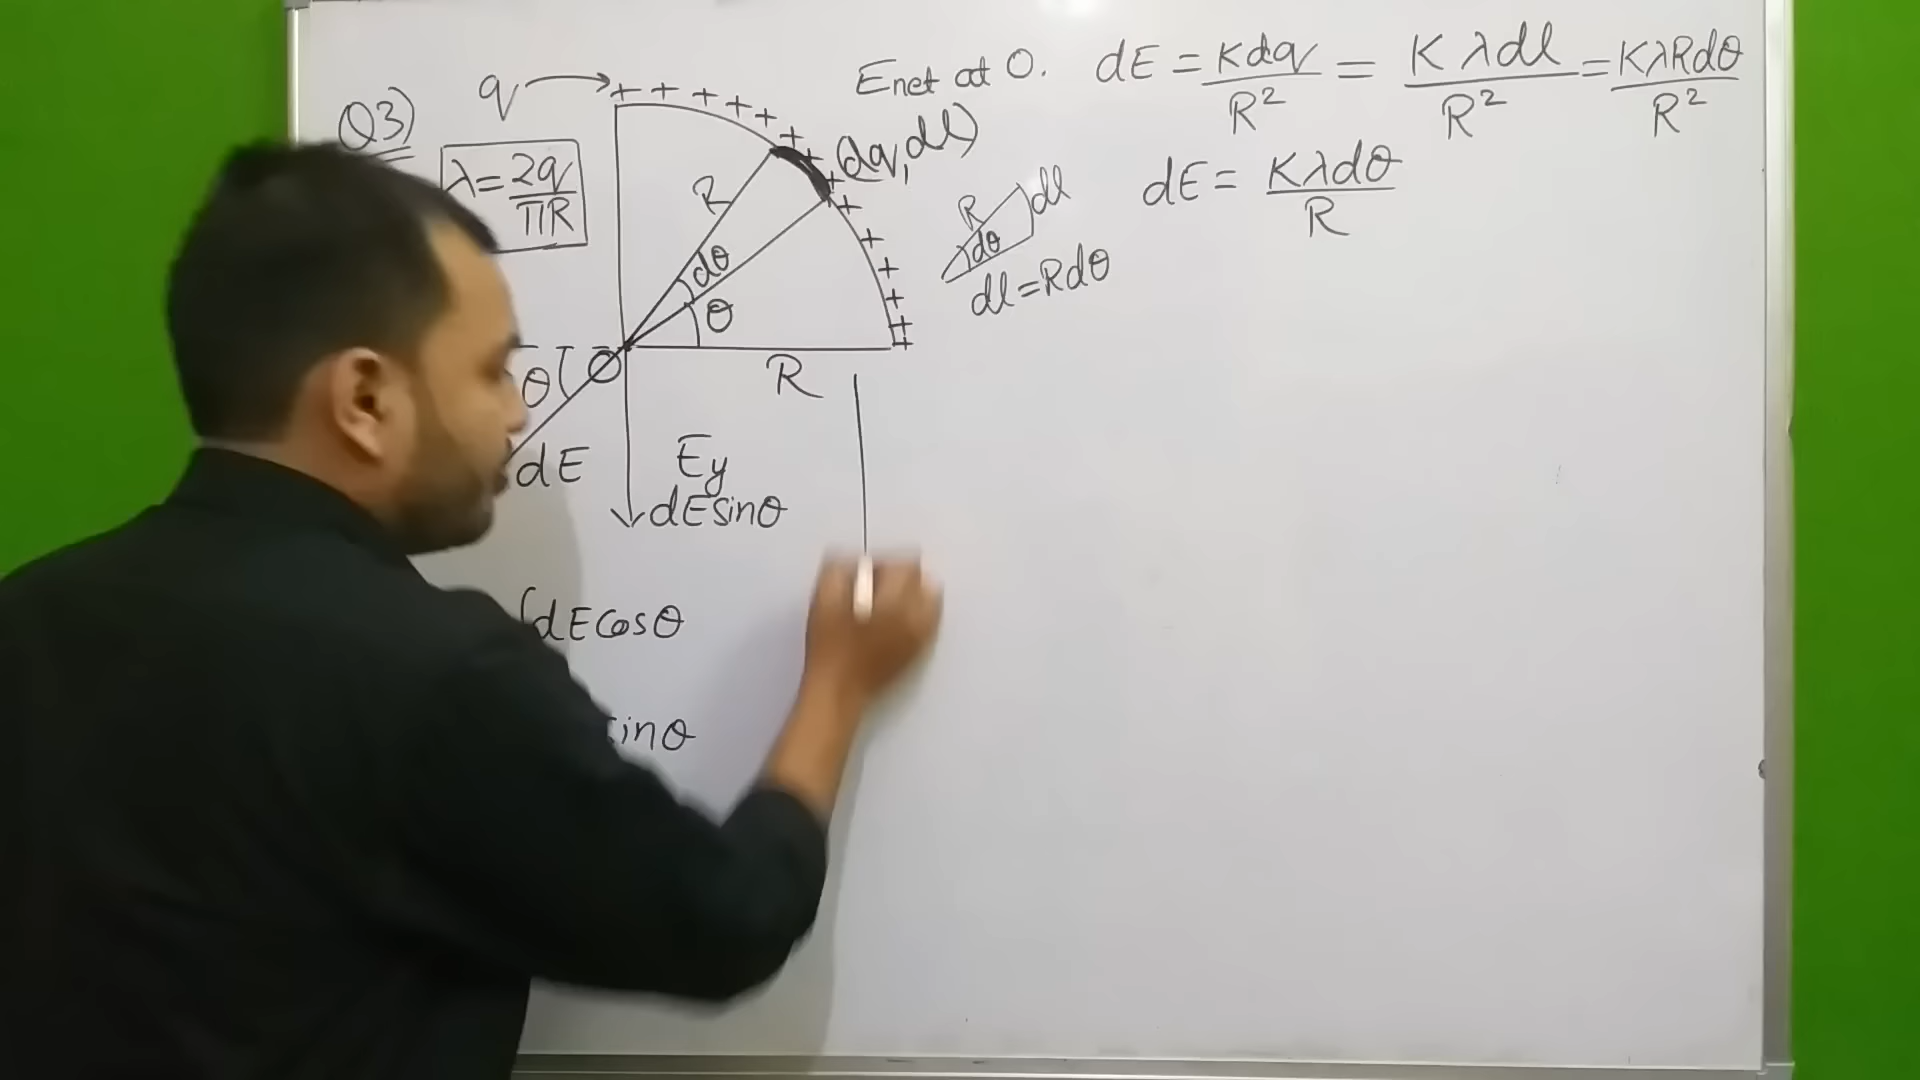 Q3)
q
+ + + + + + + + + + + + + + +
λ = 2q/πR
R
(dq, dl)
dθ
θ
R
O
θ
dE
Ey
dE sinθ
∫dE cosθ
sinθ
Enet at O. dE = Kdq/R² = Kλdl/R² = KλRdθ/R²
dE = Kλdθ/R
R
dl
dθ
dl = Rdθ